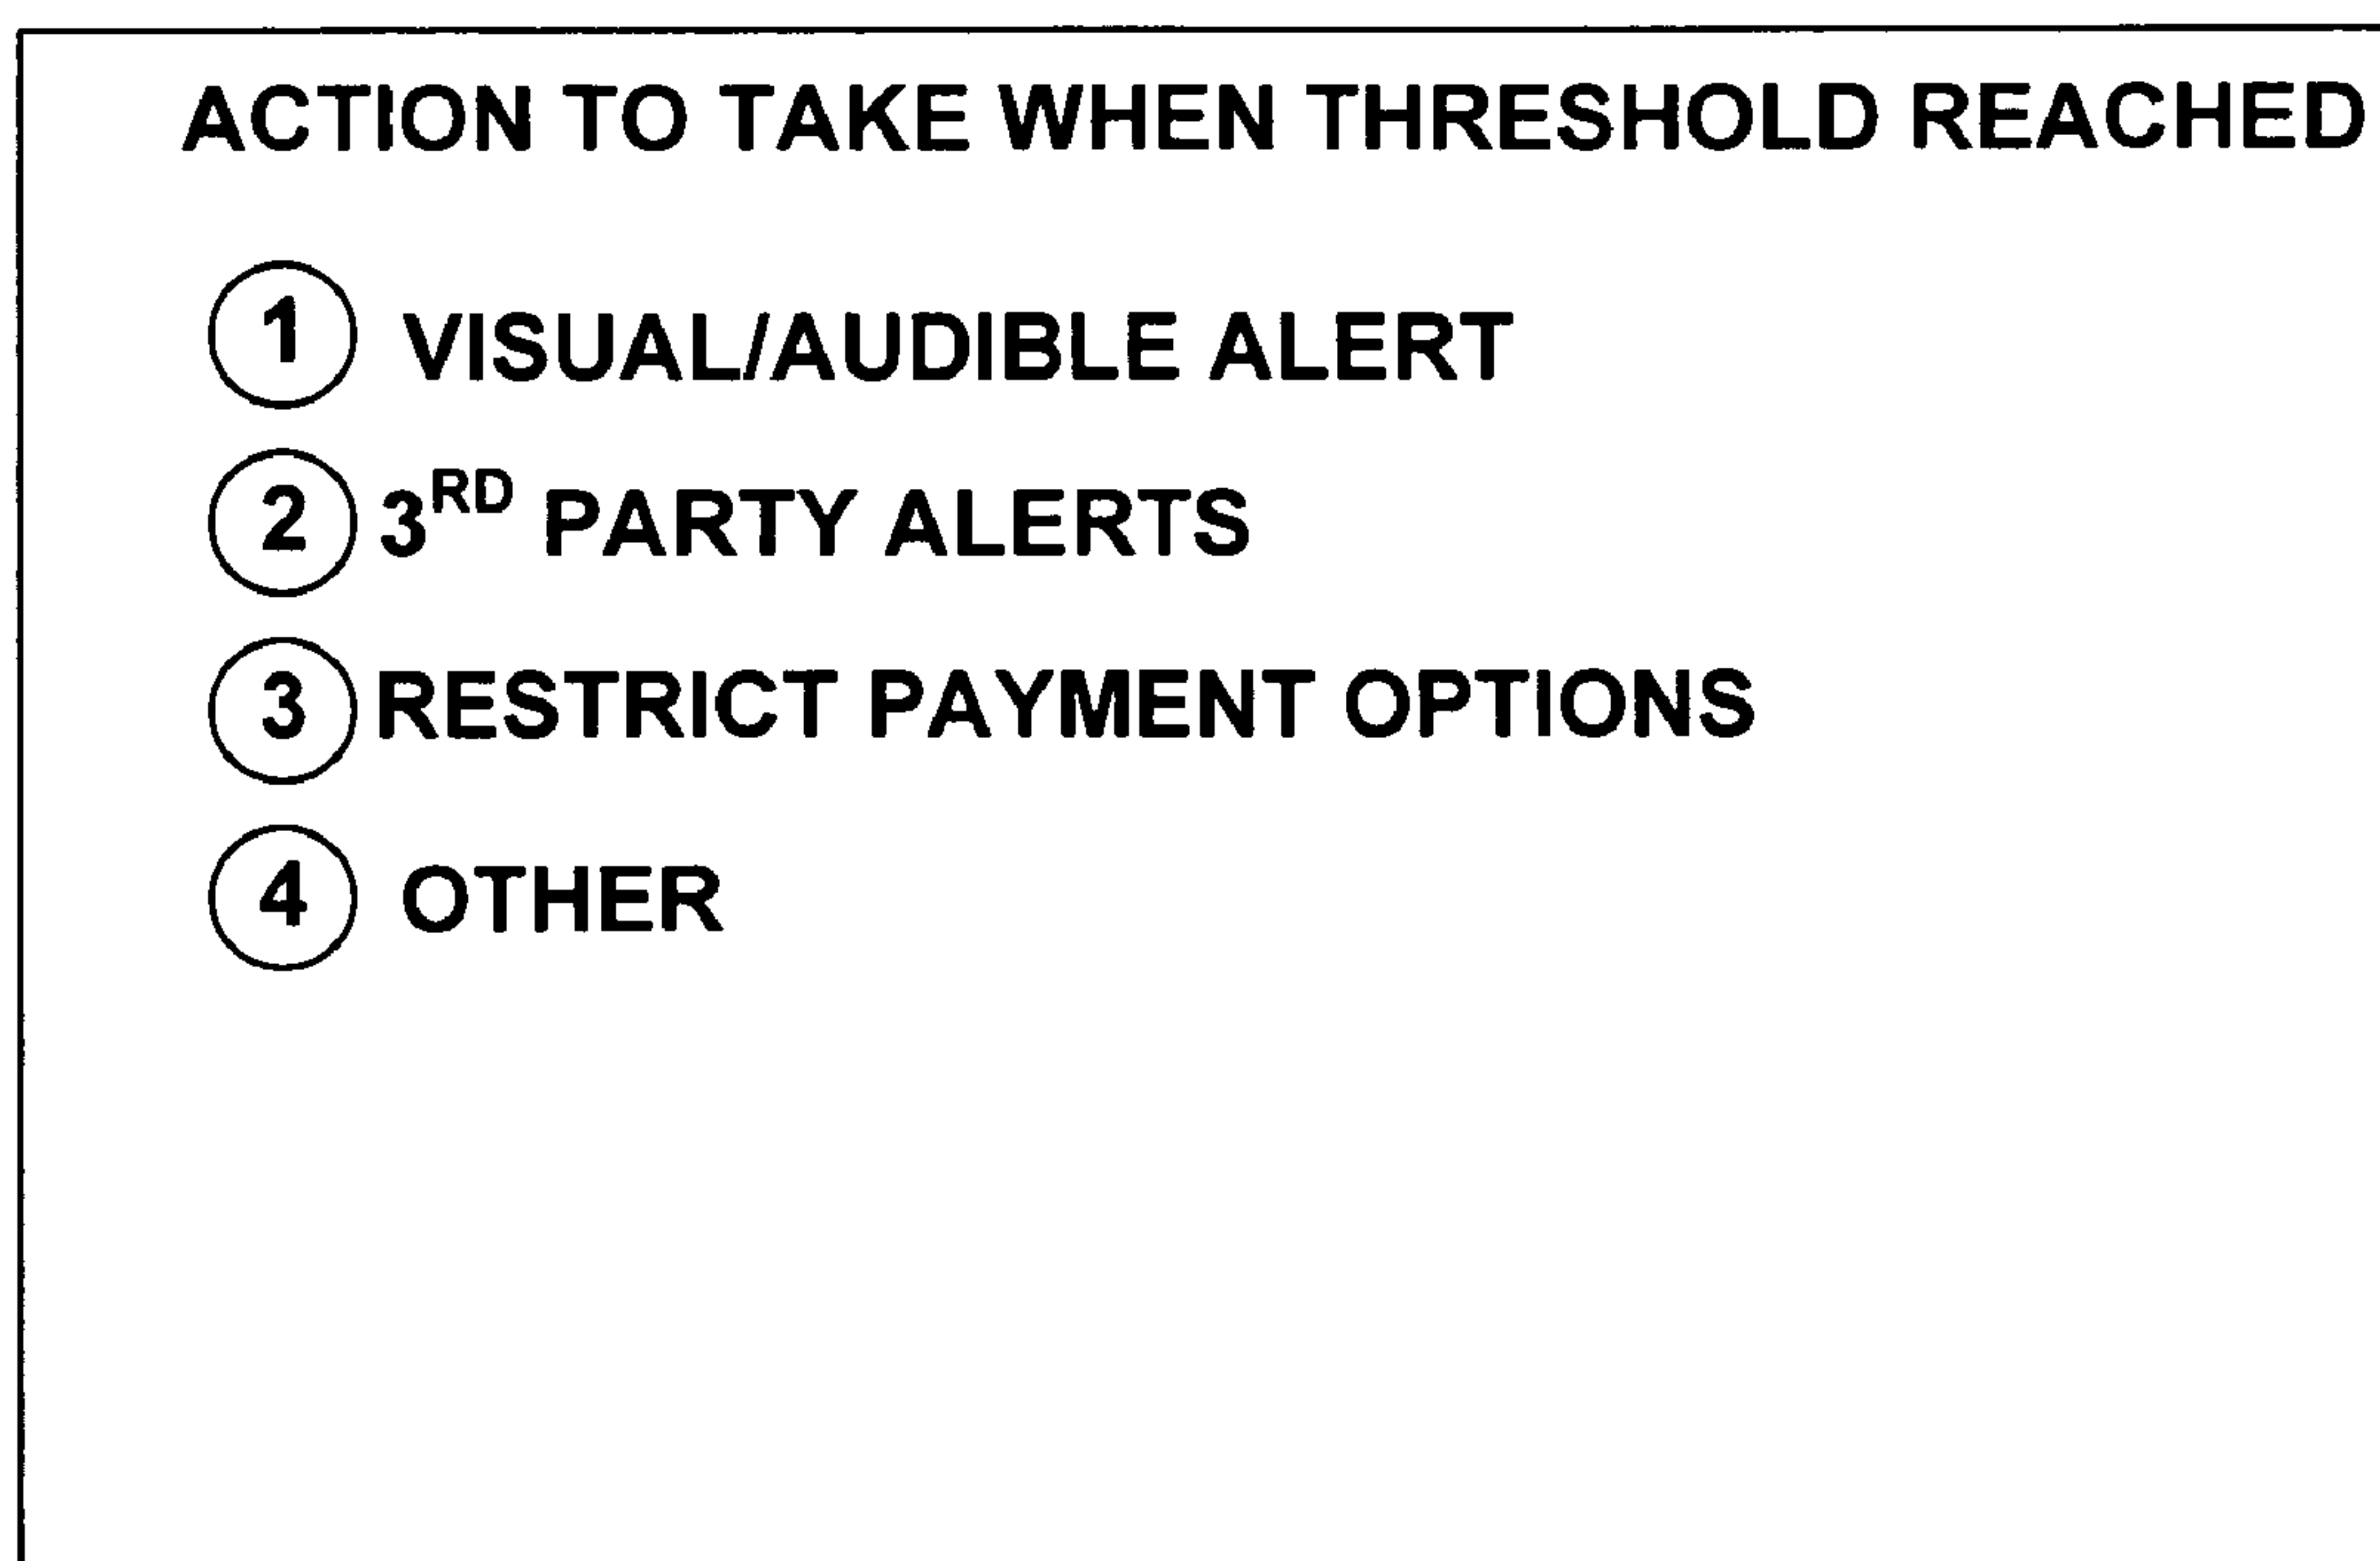 ACTION TO TAKE WHEN THRESHOLD REACHED
1 VISUAL/AUDIBLE ALERT
2 3RD PARTY ALERTS
3 RESTRICT PAYMENT OPTIONS
4 OTHER